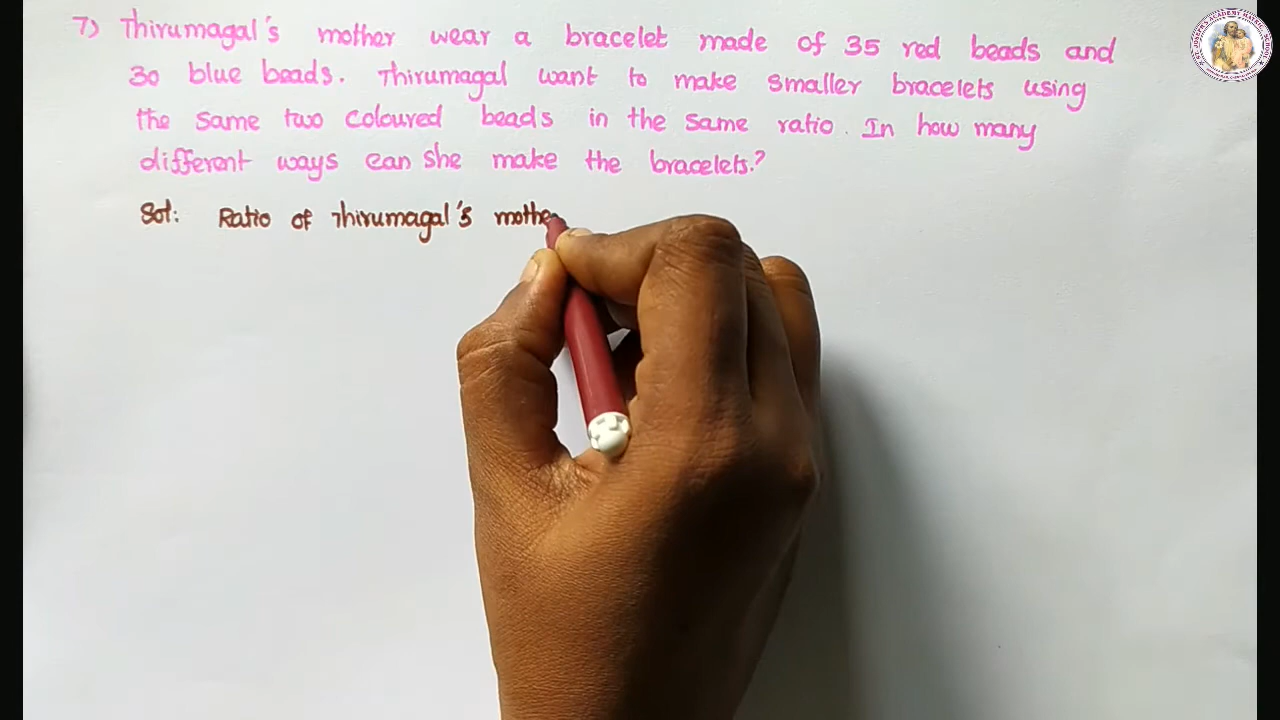 7) Thirumagal's mother wear a bracelet made of 35 red beads and
30 blue beads. Thirumagal want to make smaller bracelets using
the same two coloured beads in the same ratio. In how many
different ways can she make the bracelets.?
Sol: Ratio of Thirumagal's mothe